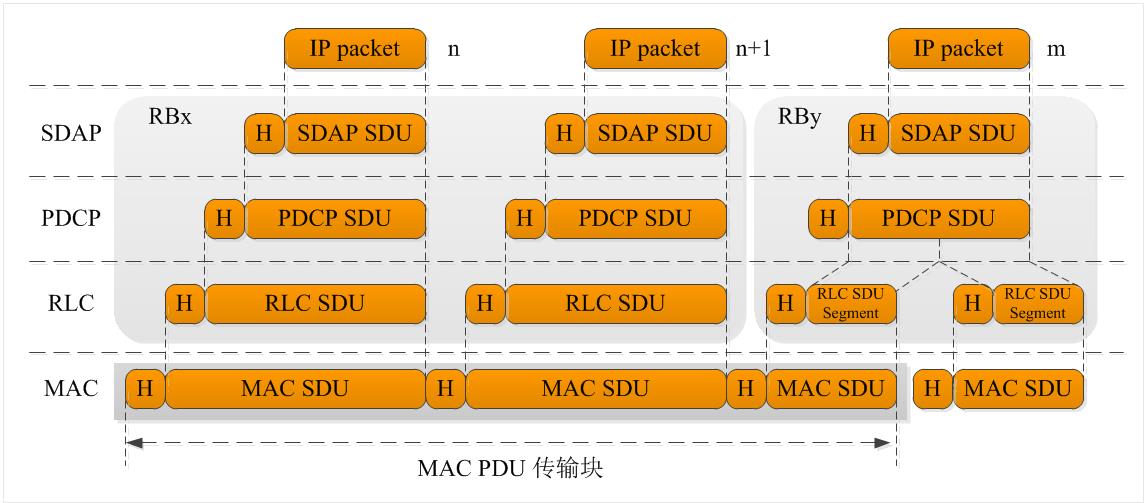 IP packet n IP packet n+1 IP packet m
RBx RBy
SDAP H SDAP SDU H SDAP SDU H SDAP SDU
PDCP H PDCP SDU H PDCP SDU H PDCP SDU
RLC H RLC SDU H RLC SDU H RLC SDU Segment H RLC SDU Segment
MAC H MAC SDU H MAC SDU H MAC SDU H MAC SDU
MAC PDU 传输块